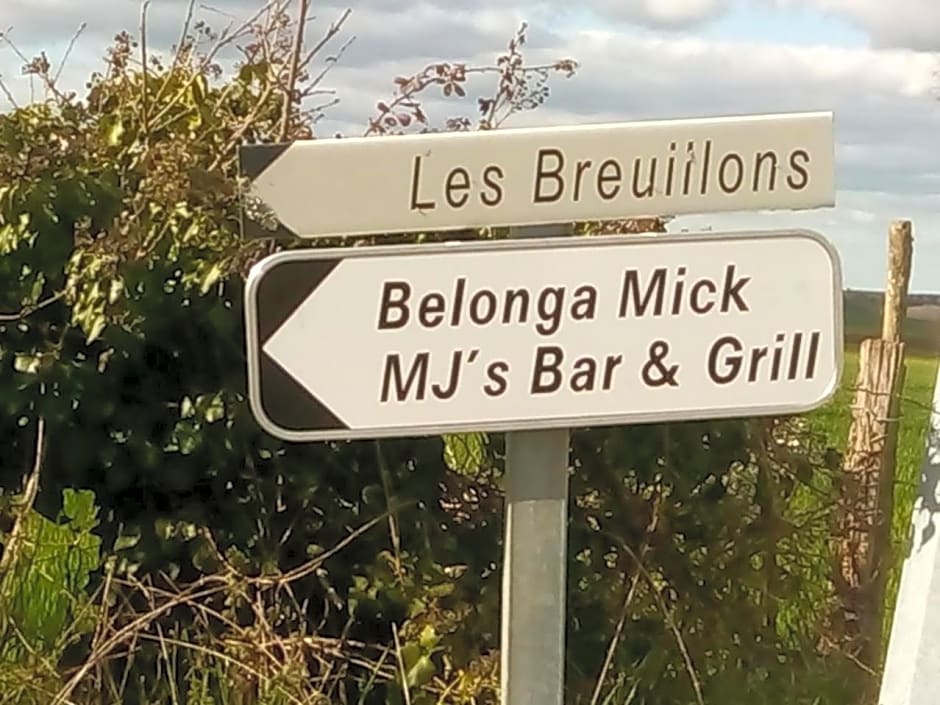 Les Breuillons
Belonga Mick
MJ's Bar & Grill